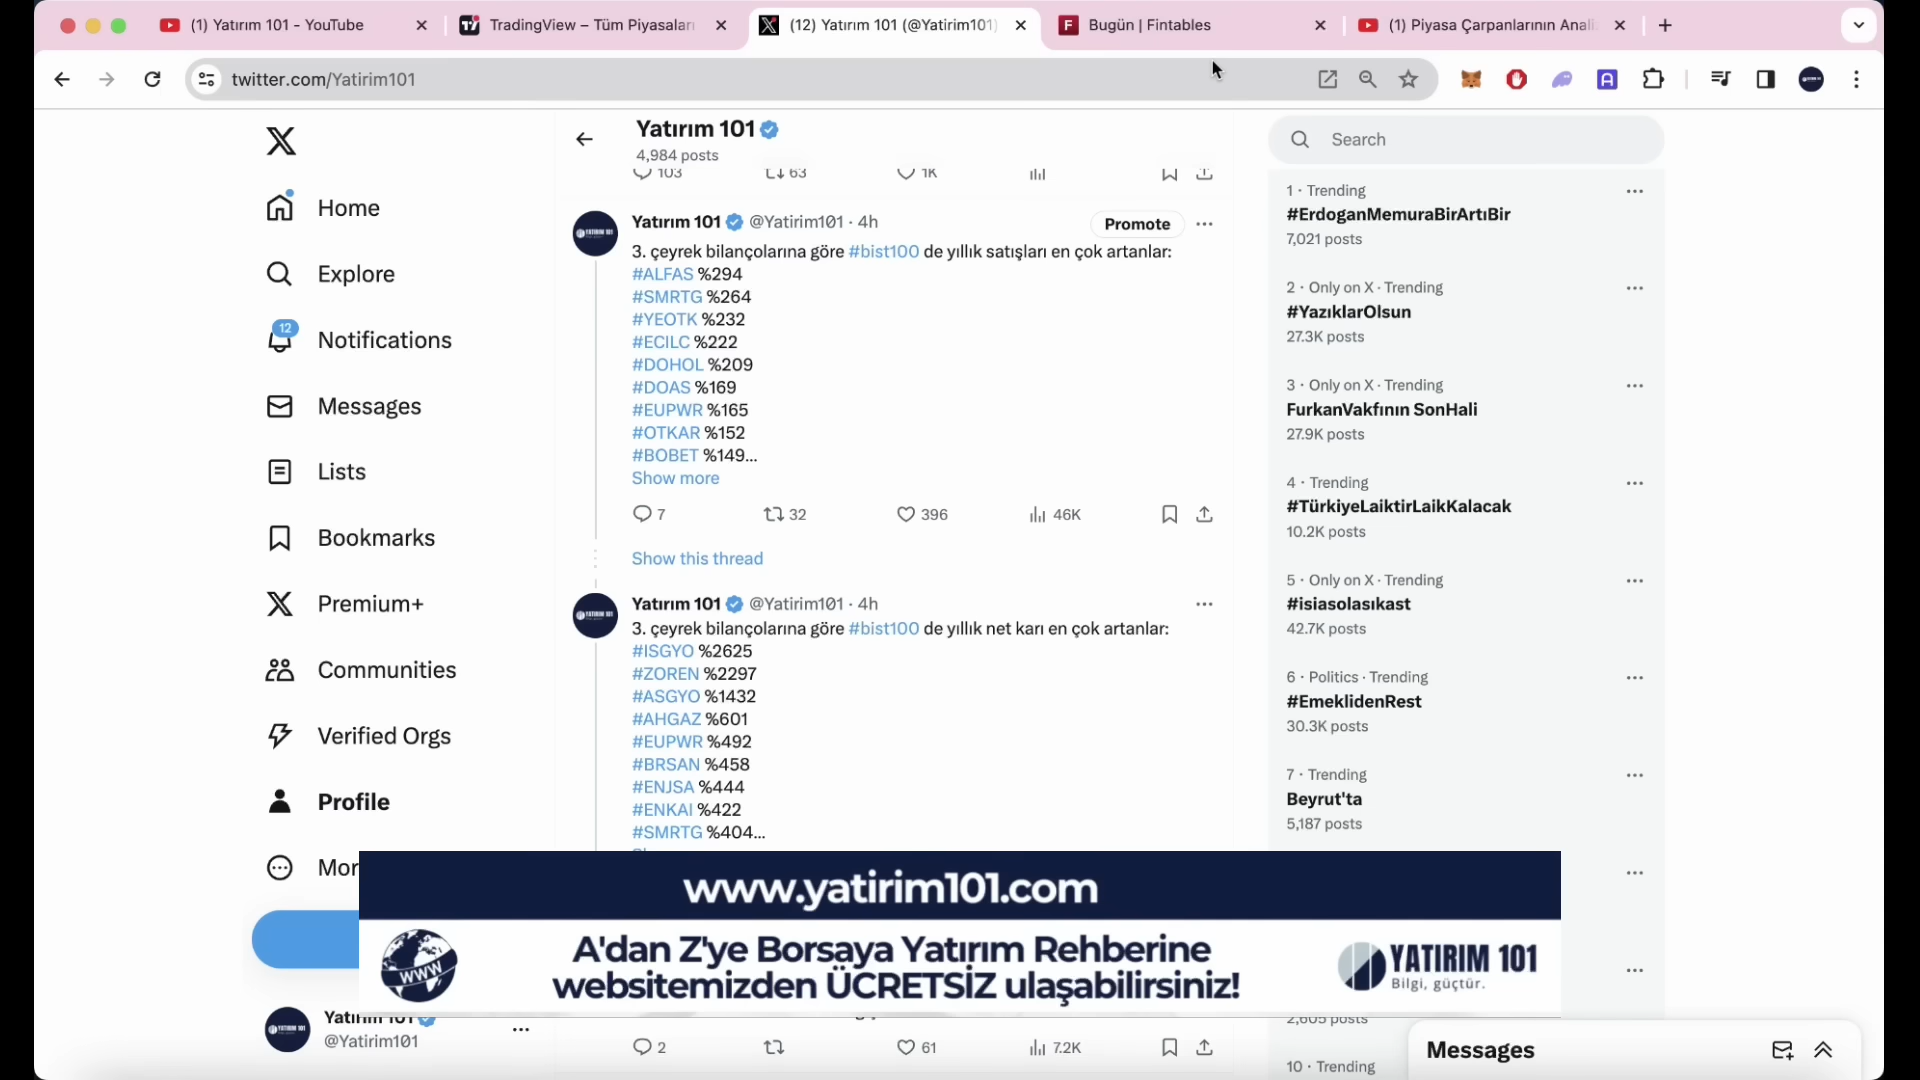 (1) Yatırım 101 - YouTube
TradingView – Tüm Piyasaları
(12) Yatırım 101 (@Yatirim101)
Bugün | Fintables
(1) Piyasa Çarpanlarının Anali
twitter.com/Yatirim101
Yatırım 101
4,984 posts
103
63
1K
Search
Home
Explore
12
Notifications
Messages
Lists
Bookmarks
Premium+
Communities
Verified Orgs
Profile
Mor
Yatırım 101
@Yatirim101
Yatırım 101 @Yatirim101 · 4h
Promote
3. çeyrek bilançolarına göre #bist100 de yıllık satışları en çok artanlar:
#ALFAS %294
#SMRTG %264
#YEOTK %232
#ECILC %222
#DOHOL %209
#DOAS %169
#EUPWR %165
#OTKAR %152
#BOBET %149...
Show more
7
32
396
46K
Show this thread
Yatırım 101 @Yatirim101 · 4h
3. çeyrek bilançolarına göre #bist100 de yıllık net karı en çok artanlar:
#ISGYO %2625
#ZOREN %2297
#ASGYO %1432
#AHGAZ %601
#EUPWR %492
#BRSAN %458
#ENJSA %444
#ENKAI %422
#SMRTG %404...
2
61
7.2K
1 · Trending
#ErdoganMemuraBirArtıBir
7,021 posts
2 · Only on X · Trending
#YazıklarOlsun
27.3K posts
3 · Only on X · Trending
FurkanVakfının SonHali
27.9K posts
4 · Trending
#TürkiyeLaiktirLaikKalacak
10.2K posts
5 · Only on X · Trending
#isiasolasıkast
42.7K posts
6 · Politics · Trending
#EmeklidenRest
30.3K posts
7 · Trending
Beyrut'ta
5,187 posts
2,605 posts
10 · Trending
Messages
www.yatirim101.com
WWW
A'dan Z'ye Borsaya Yatırım Rehberine
websitemizden ÜCRETSİZ ulaşabilirsiniz!
YATIRIM 101
Bilgi, güçtür.